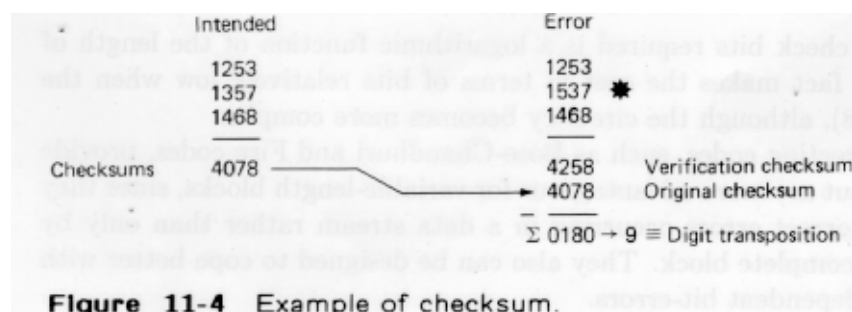 Intended Error
1253 1253
1357 1537 ✱
1468 1468
Checksums 4078 4258 Verification checksum
4078 Original checksum
Σ 0180 → 9 ≡ Digit transposition
Figure 11-4 Example of checksum.